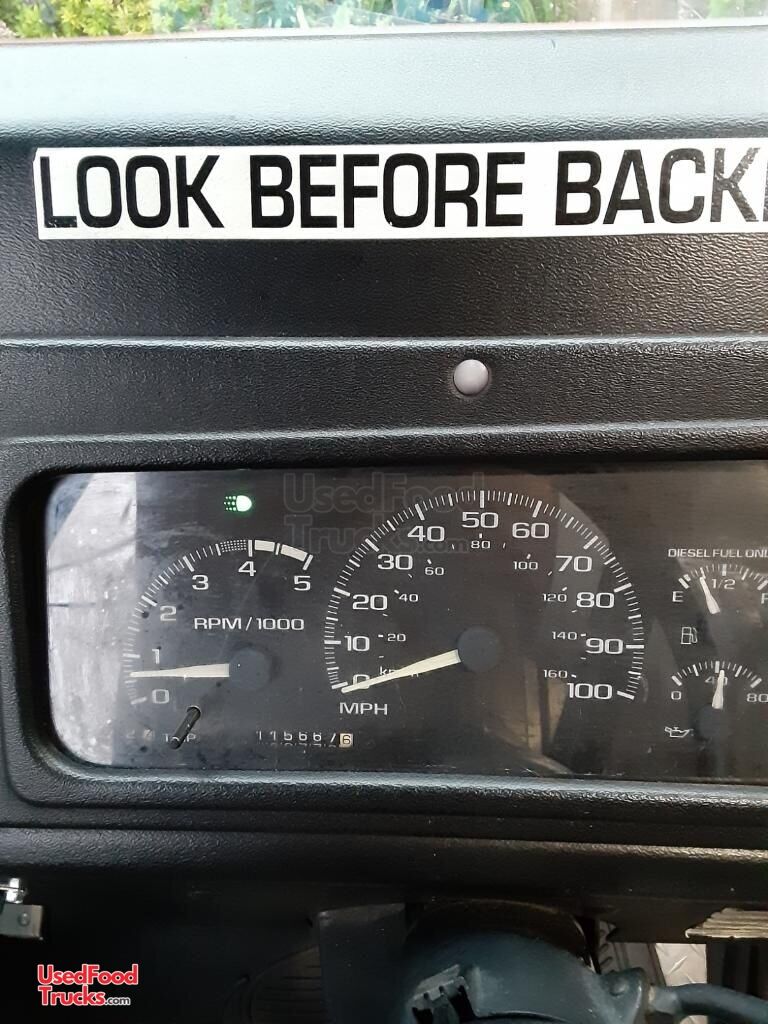 LOOK BEFORE BACK
UsedFood
Trucks.com
40 50 60
30 80 70
60 100
20 40 120 80
10 20 140 90
0 km/h 160 100
MPH
3 4 5
2
RPM/1000
1
0
115667 6
DIESEL FUEL ONL
E 1/2 F
0 40 80
UsedFood
Trucks.com